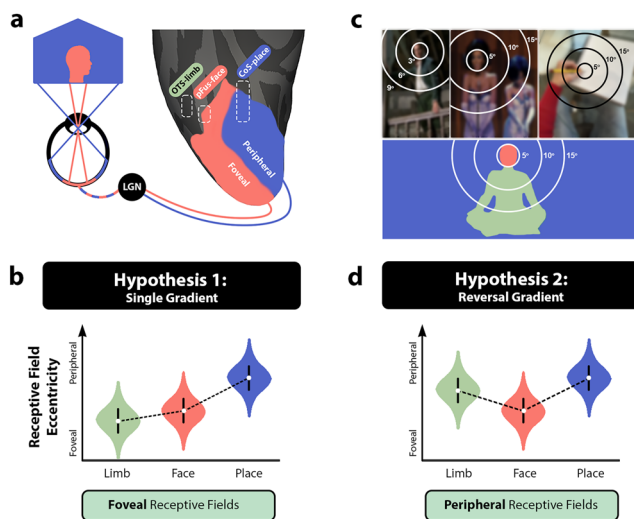 a
OTS-limb
pFus-face
CoS-place
Foveal
Peripheral
LGN
c
3°
6°
9°
5°
10°
15°
5°
10°
15°
5°
10°
15°
b
Hypothesis 1:
Single Gradient
Receptive Field
Eccentricity
Peripheral
Foveal
Limb
Face
Place
Foveal Receptive Fields
d
Hypothesis 2:
Reversal Gradient
Peripheral
Foveal
Limb
Face
Place
Peripheral Receptive Fields